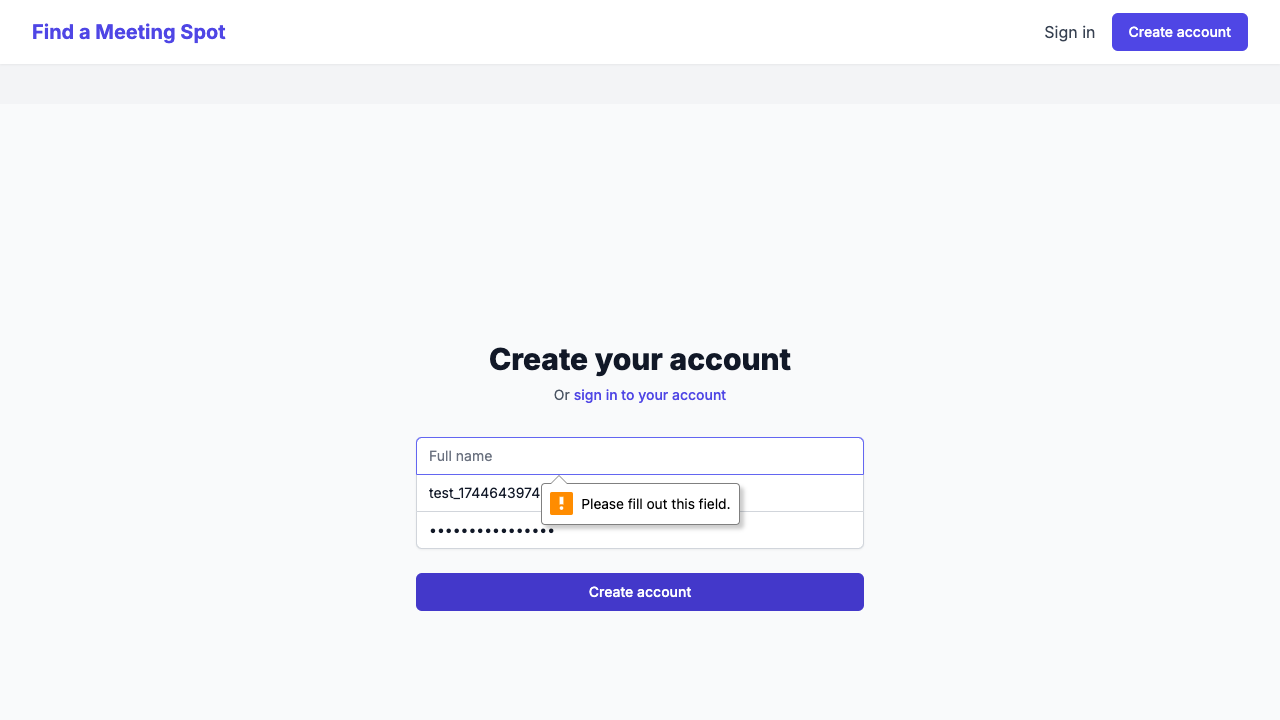 Find a Meeting Spot
Sign in
Create account
Create your account
Or sign in to your account
Full name
test_1744643974
Please fill out this field.
••••••••••••••••
Create account